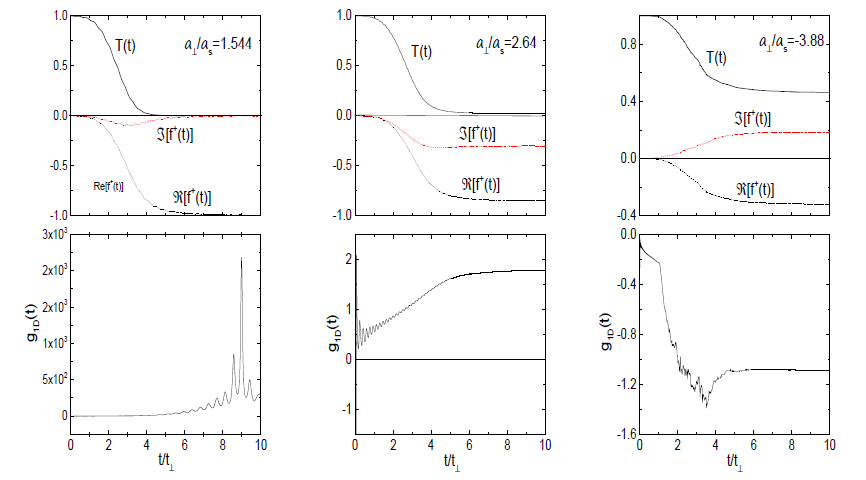 1.0
0.5
0.0
-0.5
-1.0
T(t)
a⊥/as=1.544
ℑ[f⁺(t)]
Re[f⁺(t)]
ℜ[f⁺(t)]
1.0
0.5
0.0
-0.5
-1.0
T(t)
a⊥/as=2.64
ℑ[f⁺(t)]
ℜ[f⁺(t)]
0.8
0.4
0.0
-0.4
T(t)
a⊥/as=-3.88
ℑ[f⁺(t)]
ℜ[f⁺(t)]
3x10³
2x10³
2x10³
1x10³
5x10²
0
g1D(t)
0 2 4 6 8 10
t/t⊥
2
1
0
-1
g1D(t)
0 2 4 6 8 10
t/t⊥
0.0
-0.4
-0.8
-1.2
-1.6
g1D(t)
0 2 4 6 8 10
t/t⊥